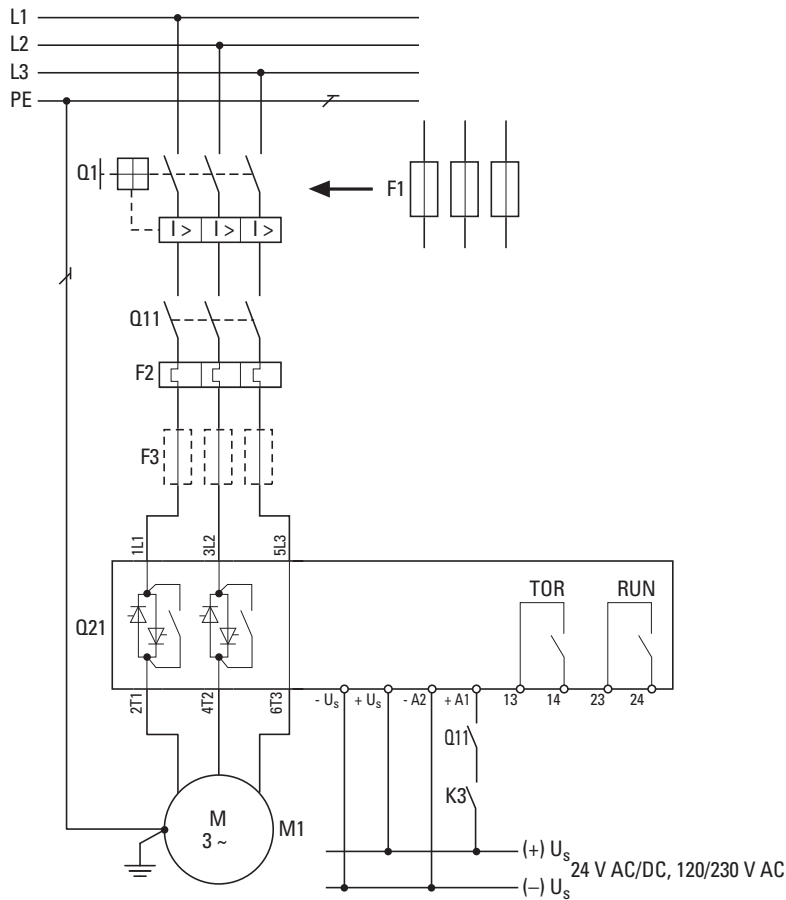 L1
L2
L3
PE
Q1
F1
I > I > I >
Q11
F2
F3
1L1 3L2 5L3
TOR RUN
Q21
2T1 4T2 6T3
- Us + Us - A2 + A1 13 14 23 24
Q11
K3
M
3 ~
M1
(+) Us
24 V AC/DC, 120/230 V AC
(–) Us